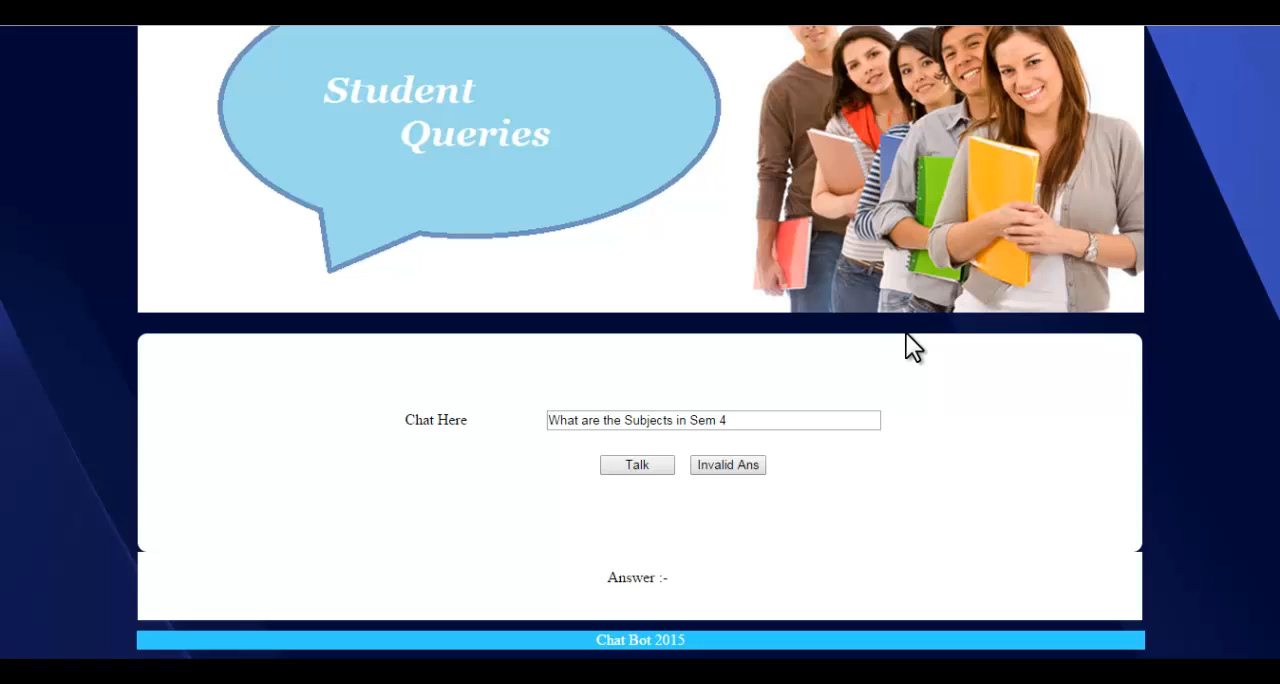 Student
Queries
Chat Here
What are the Subjects in Sem 4
Talk
Invalid Ans
Answer :-
Chat Bot 2015